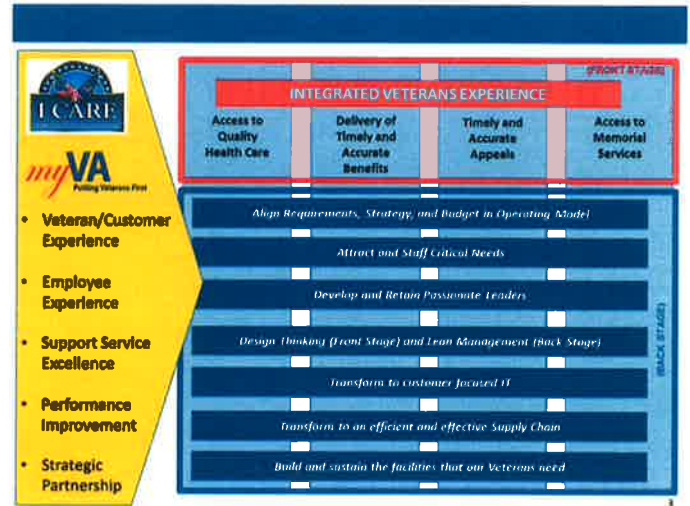 I CARE
myVA
Putting Veterans First
• Veteran/Customer
Experience
• Employee
Experience
• Support Service
Excellence
• Performance
Improvement
• Strategic
Partnership
(FRONT STAGE)
INTEGRATED VETERANS EXPERIENCE
Access to
Quality
Health Care
Delivery of
Timely and
Accurate
Benefits
Timely and
Accurate
Appeals
Access to
Memorial
Services
Align Requirements, Strategy, and Budget in Operating Model
Attract and Staff Critical Needs
Develop and Retain Passionate Leaders
Design Thinking (Front Stage) and Lean Management (Back Stage)
Transform to customer focused IT
Transform to an efficient and effective Supply Chain
Build and sustain the facilities that our Veterans need
(BACK STAGE)